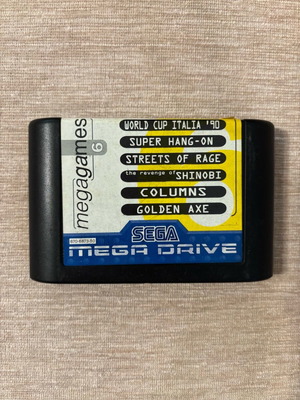 megagames
6
WORLD CUP ITALIA '90
SUPER HANG-ON
STREETS OF RAGE
the revenge of SHINOBI
COLUMNS
GOLDEN AXE
SEGA
MEGA DRIVE